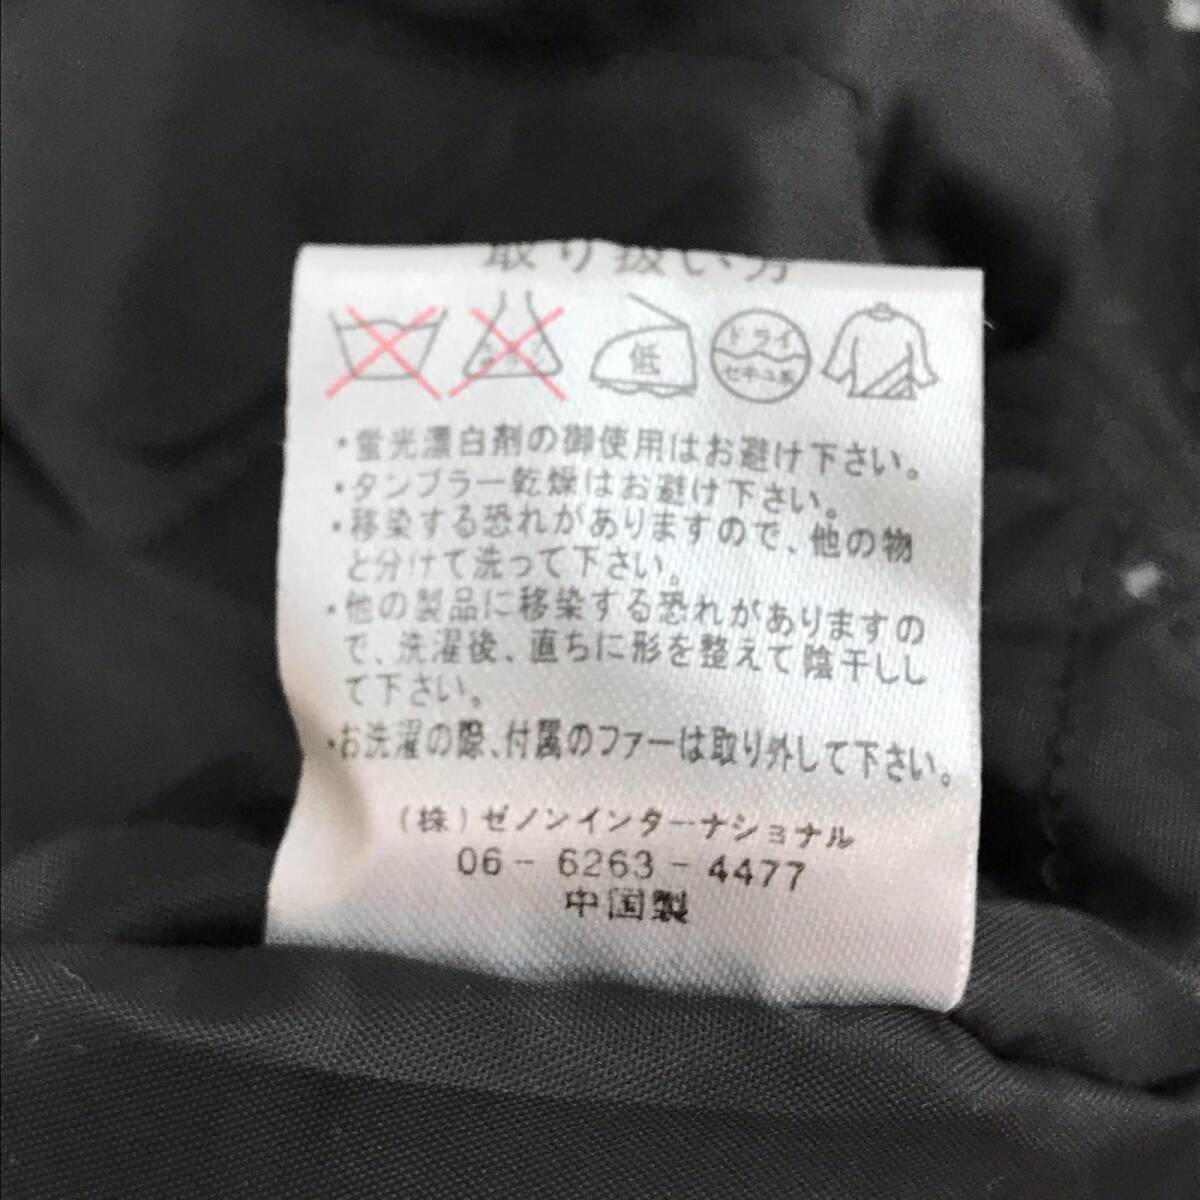 取り扱い方
低
ドライ
セキユ系
・蛍光漂白剤の御使用はお避け下さい。
・タンブラー乾燥はお避け下さい。
・移染する恐れがありますので、他の物
と分けて洗って下さい。
・他の製品に移染する恐れがありますの
で、洗濯後、直ちに形を整えて陰干しし
て下さい。
・お洗濯の際、付属のファーは取り外して下さい。
(株)ゼノンインターナショナル
06-6263-4477
中国製